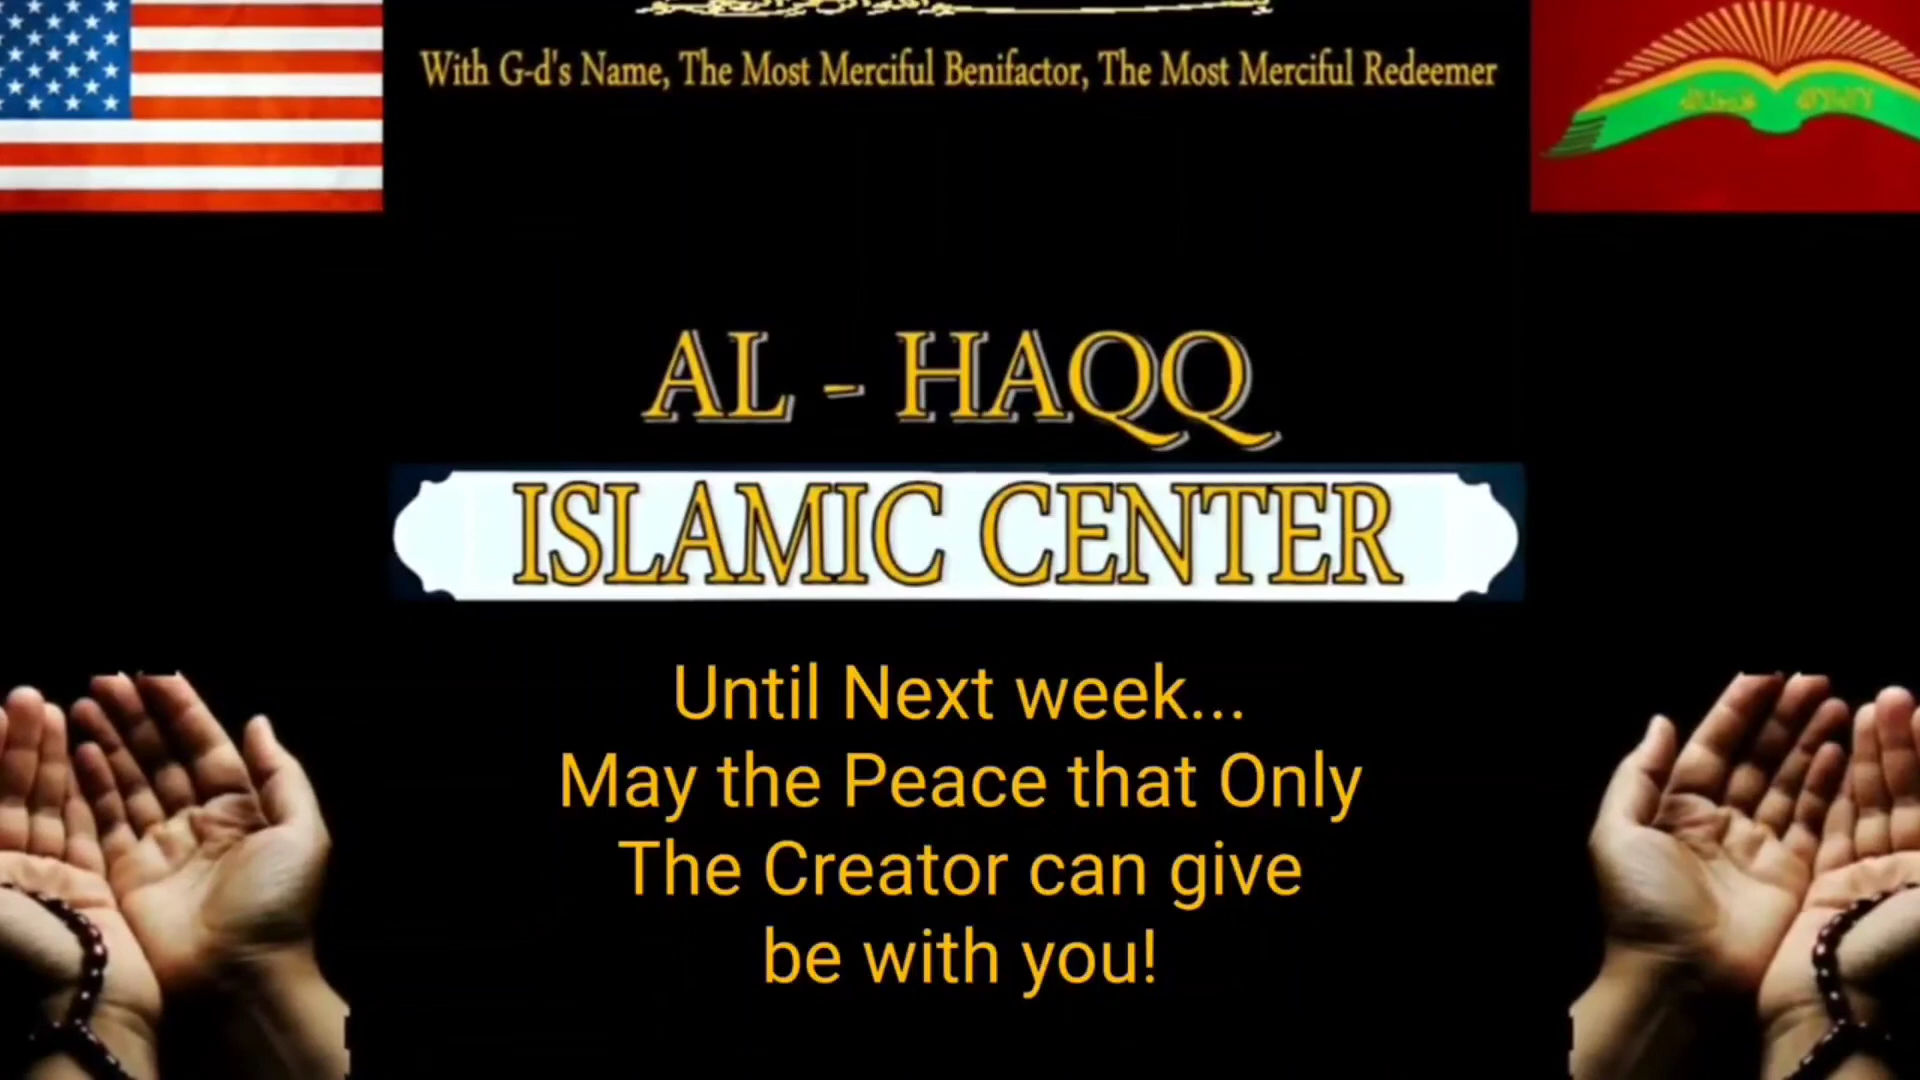 With G-d's Name, The Most Merciful Benifactor, The Most Merciful Redeemer
AL - HAQQ
ISLAMIC CENTER
Until Next week...
May the Peace that Only
The Creator can give
be with you!